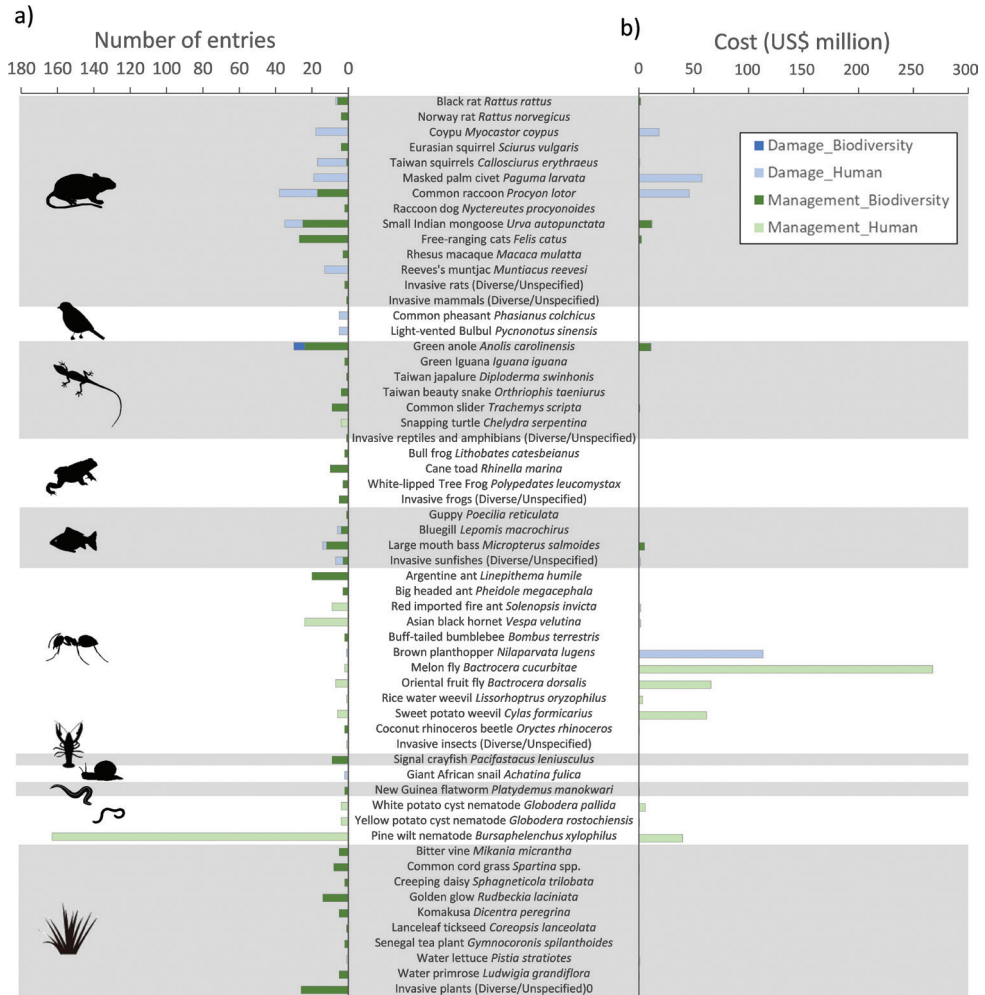 a)
b)
Number of entries
Cost (US$ million)
180 160 140 120 100 80 60 40 20 0
0 50 100 150 200 250 300
Damage_Biodiversity
Damage_Human
Management_Biodiversity
Management_Human
Black rat Rattus rattus
Norway rat Rattus norvegicus
Coypu Myocastor coypus
Eurasian squirrel Sciurus vulgaris
Taiwan squirrels Callosciurus erythraeus
Masked palm civet Paguma larvata
Common raccoon Procyon lotor
Raccoon dog Nyctereutes procyonoides
Small Indian mongoose Urva autopunctata
Free-ranging cats Felis catus
Rhesus macaque Macaca mulatta
Reeves's muntjac Muntiacus reevesi
Invasive rats (Diverse/Unspecified)
Invasive mammals (Diverse/Unspecified)
Common pheasant Phasianus colchicus
Light-vented Bulbul Pycnonotus sinensis
Green anole Anolis carolinensis
Green Iguana Iguana iguana
Taiwan japalure Diploderma swinhonis
Taiwan beauty snake Orthriophis taeniurus
Common slider Trachemys scripta
Snapping turtle Chelydra serpentina
Invasive reptiles and amphibians (Diverse/Unspecified)
Bull frog Lithobates catesbeianus
Cane toad Rhinella marina
White-lipped Tree Frog Polypedates leucomystax
Invasive frogs (Diverse/Unspecified)
Guppy Poecilia reticulata
Bluegill Lepomis macrochirus
Large mouth bass Micropterus salmoides
Invasive sunfishes (Diverse/Unspecified)
Argentine ant Linepithema humile
Big headed ant Pheidole megacephala
Red imported fire ant Solenopsis invicta
Asian black hornet Vespa velutina
Buff-tailed bumblebee Bombus terrestris
Brown planthopper Nilaparvata lugens
Melon fly Bactrocera cucurbitae
Oriental fruit fly Bactrocera dorsalis
Rice water weevil Lissorhoptrus oryzophilus
Sweet potato weevil Cylas formicarius
Coconut rhinoceros beetle Oryctes rhinoceros
Invasive insects (Diverse/Unspecified)
Signal crayfish Pacifastacus leniusculus
Giant African snail Achatina fulica
New Guinea flatworm Platydemus manokwari
White potato cyst nematode Globodera pallida
Yellow potato cyst nematode Globodera rostochiensis
Pine wilt nematode Bursaphelenchus xylophilus
Bitter vine Mikania micrantha
Common cord grass Spartina spp.
Creeping daisy Sphagneticola trilobata
Golden glow Rudbeckia laciniata
Komakusa Dicentra peregrina
Lanceleaf tickseed Coreopsis lanceolata
Senegal tea plant Gymnocoronis spilanthoides
Water lettuce Pistia stratiotes
Water primrose Ludwigia grandiflora
Invasive plants (Diverse/Unspecified)0